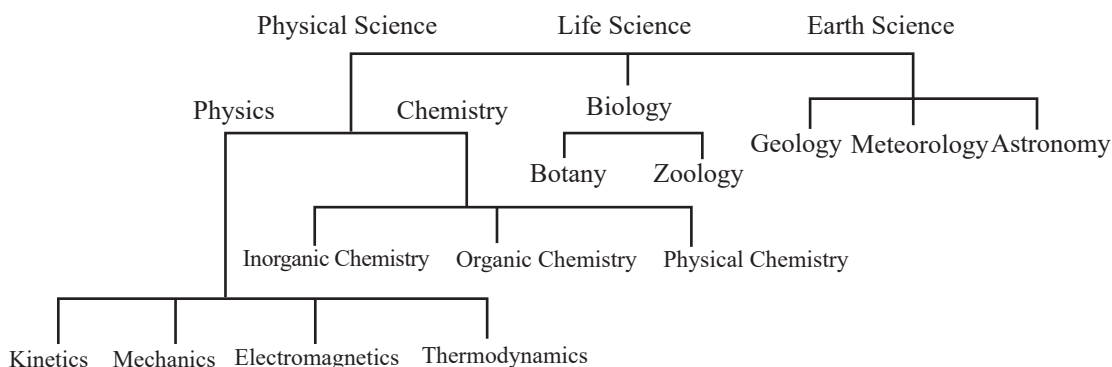 Physical Science Life Science Earth Science
Physics Chemistry Biology
Geology Meteorology Astronomy
Botany Zoology
Inorganic Chemistry Organic Chemistry Physical Chemistry
Kinetics Mechanics Electromagnetics Thermodynamics